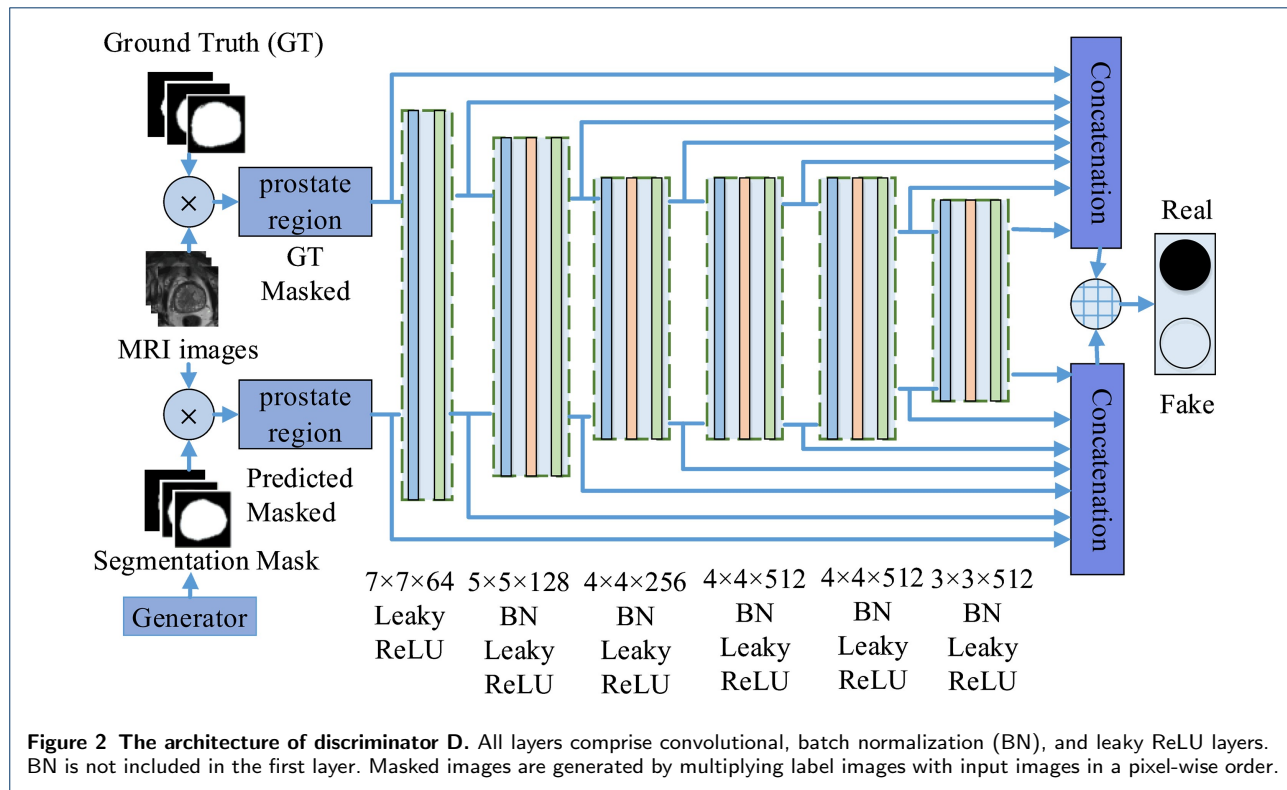 Ground Truth (GT)
×
prostate
region
GT
Masked
MRI images
×
prostate
region
Predicted
Masked
Segmentation Mask
Generator
Concatenation
Real
Fake
Concatenation
7×7×64
Leaky
ReLU
5×5×128
BN
Leaky
ReLU
4×4×256
BN
Leaky
ReLU
4×4×512
BN
Leaky
ReLU
4×4×512
BN
Leaky
ReLU
3×3×512
BN
Leaky
ReLU
Figure 2 The architecture of discriminator D. All layers comprise convolutional, batch normalization (BN), and leaky ReLU layers.
BN is not included in the first layer. Masked images are generated by multiplying label images with input images in a pixel-wise order.